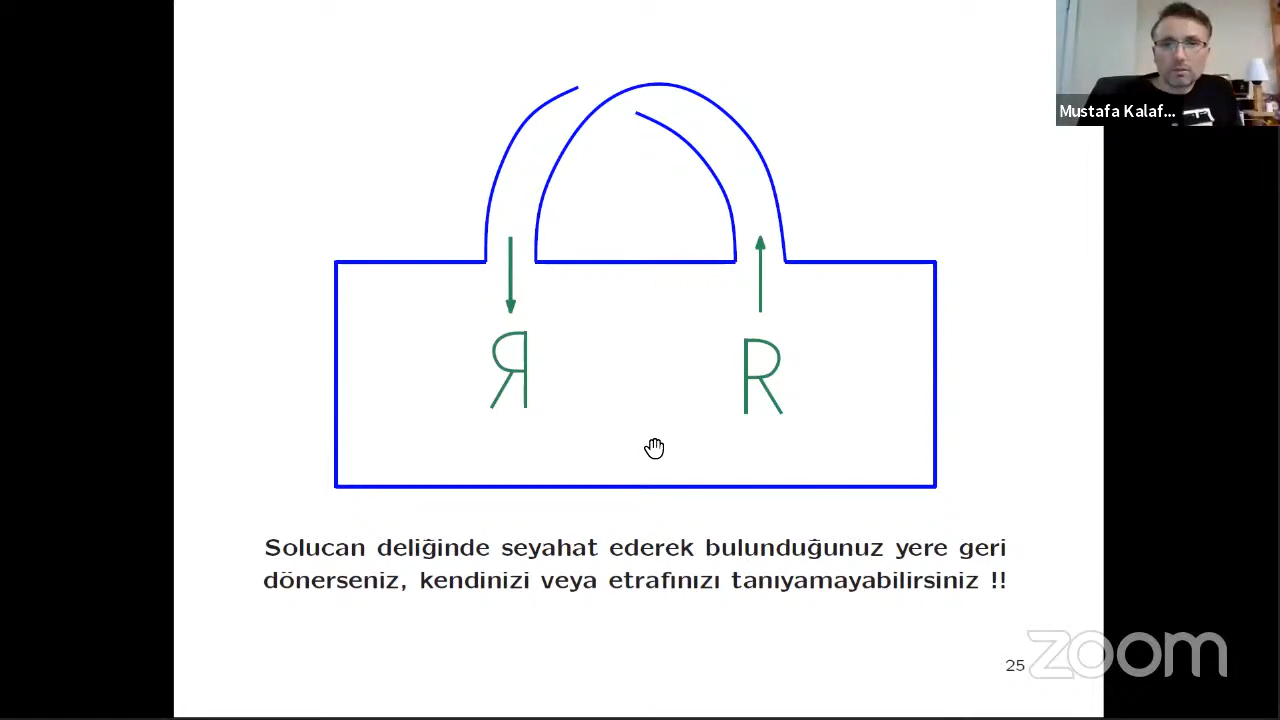 Mustafa Kalaf...
Я R
Solucan deliğinde seyahat ederek bulunduğunuz yere geri
dönerseniz, kendinizi veya etrafınızı tanıyamayabilirsiniz !!
25
zoom